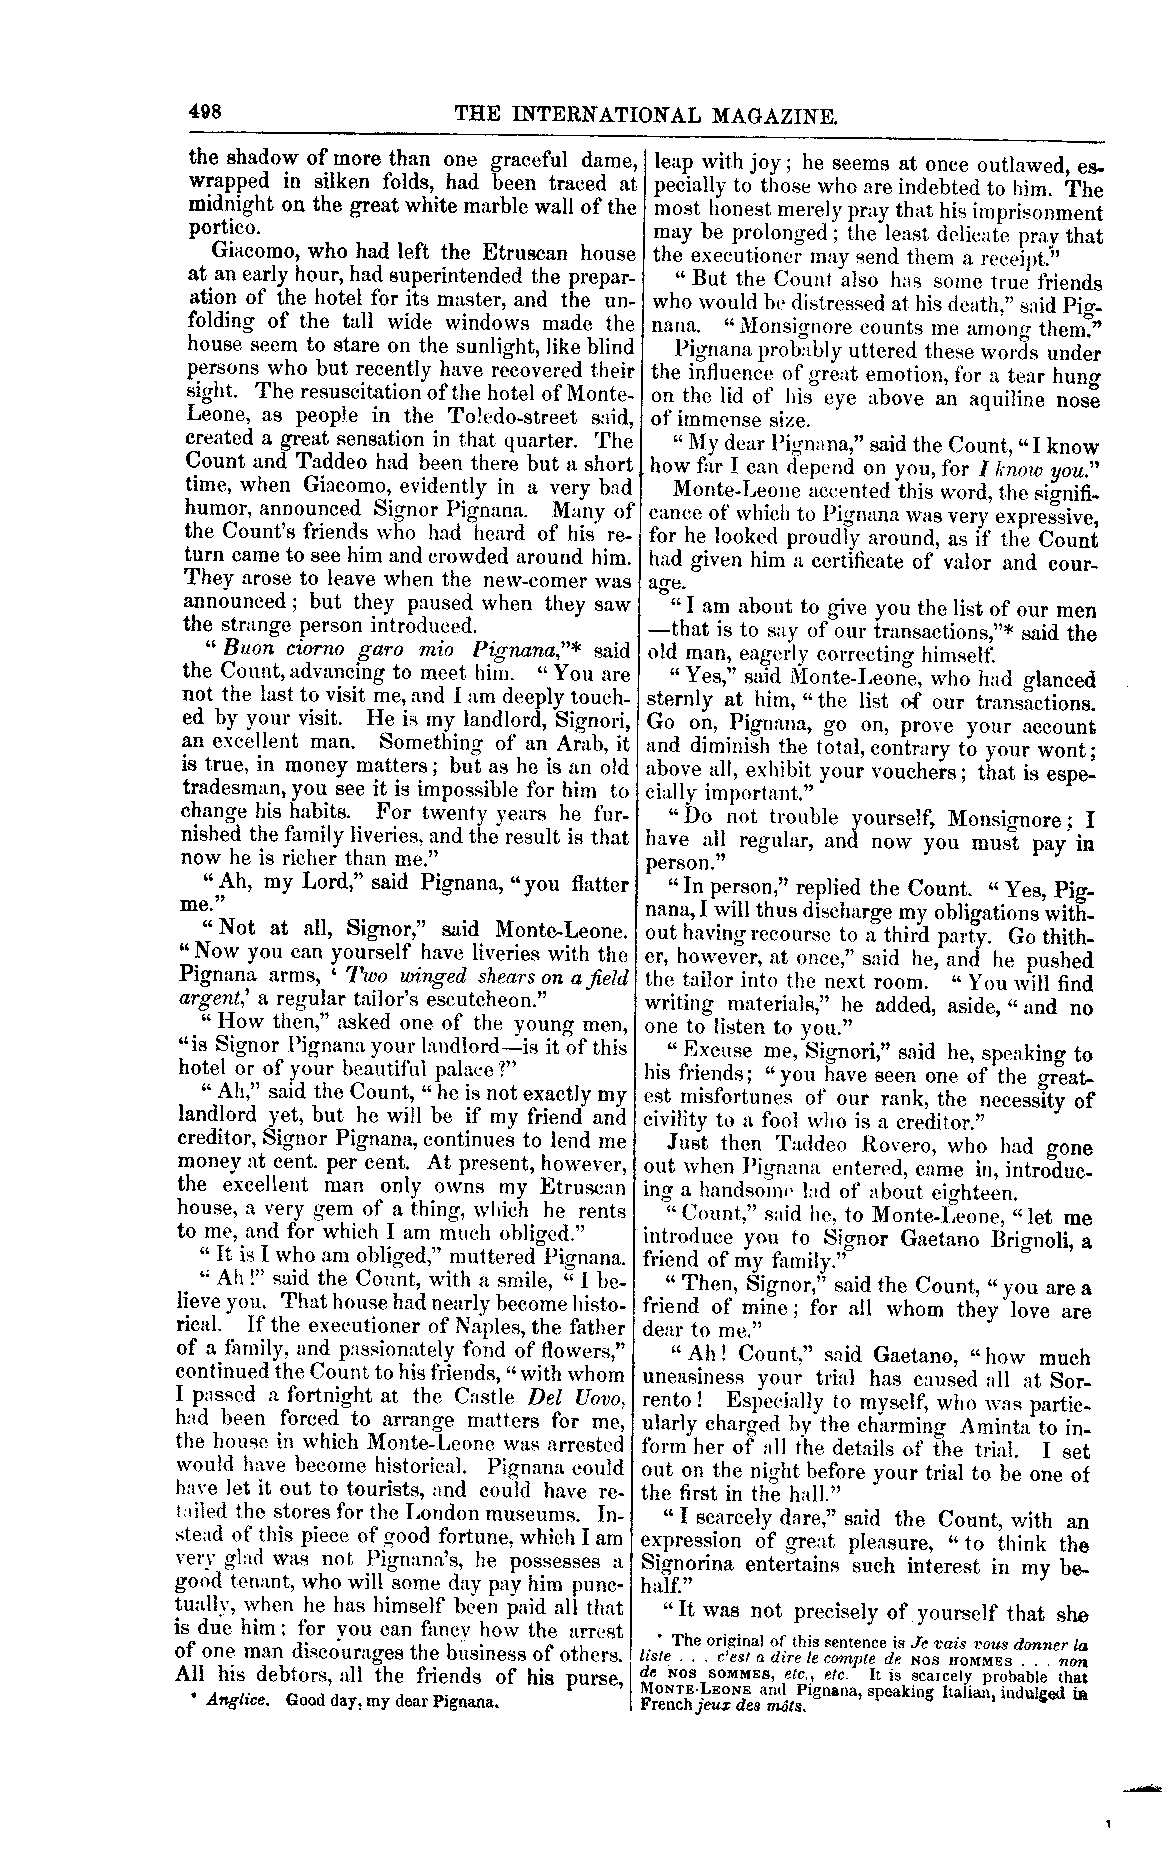 498 THE INTERNATIONAL MAGAZINE.
the shadow of more than one graceful dame,
wrapped in silken folds, had been traced at
midnight on the great white marble wall of the
portico.
Giacomo, who had left the Etruscan house
at an early hour, had superintended the prepar-
ation of the hotel for its master, and the un-
folding of the tall wide windows made the
house seem to stare on the sunlight, like blind
persons who but recently have recovered their
sight. The resuscitation of the hotel of Monte-
Leone, as people in the Toledo-street said,
created a great sensation in that quarter. The
Count and Taddeo had been there but a short
time, when Giacomo, evidently in a very bad
humor, announced Signor Pignana. Many of
the Count's friends who had heard of his re-
turn came to see him and crowded around him.
They arose to leave when the new-comer was
announced; but they paused when they saw
the strange person introduced.
"Buon ciorno garo mio Pignana,"* said
the Count, advancing to meet him. "You are
not the last to visit me, and I am deeply touch-
ed by your visit. He is my landlord, Signori,
an excellent man. Something of an Arab, it
is true, in money matters; but as he is an old
tradesman, you see it is impossible for him to
change his habits. For twenty years he fur-
nished the family liveries, and the result is that
now he is richer than me."
"Ah, my Lord," said Pignana, "you flatter
me."
"Not at all, Signor," said Monte-Leone.
"Now you can yourself have liveries with the
Pignana arms, 'Two winged shears on a field
argent,' a regular tailor's escutcheon."
"How then," asked one of the young men,
"is Signor Pignana your landlord—is it of this
hotel or of your beautiful palace?"
"Ah," said the Count, "he is not exactly my
landlord yet, but he will be if my friend and
creditor, Signor Pignana, continues to lend me
money at cent. per cent. At present, however,
the excellent man only owns my Etruscan
house, a very gem of a thing, which he rents
to me, and for which I am much obliged."
"It is I who am obliged," muttered Pignana.
"Ah!" said the Count, with a smile, "I be-
lieve you. That house had nearly become histo-
rical. If the executioner of Naples, the father
of a family, and passionately fond of flowers,"
continued the Count to his friends, "with whom
I passed a fortnight at the Castle Del Uovo,
had been forced to arrange matters for me,
the house in which Monte-Leone was arrested
would have become historical. Pignana could
have let it out to tourists, and could have re-
tailed the stores for the London museums. In-
stead of this piece of good fortune, which I am
very glad was not Pignana's, he possesses a
good tenant, who will some day pay him punc-
tually, when he has himself been paid all that
is due him; for you can fancy how the arrest
of one man discourages the business of others.
All his debtors, all the friends of his purse,
* Anglice. Good day, my dear Pignana.
leap with joy; he seems at once outlawed, es-
pecially to those who are indebted to him. The
most honest merely pray that his imprisonment
may be prolonged; the least delicate pray that
the executioner may send them a receipt."
"But the Count also has some true friends
who would be distressed at his death," said Pig-
nana. "Monsignore counts me among them."
Pignana probably uttered these words under
the influence of great emotion, for a tear hung
on the lid of his eye above an aquiline nose
of immense size.
"My dear Pignana," said the Count, "I know
how far I can depend on you, for I know you."
Monte-Leone accented this word, the signifi-
cance of which to Pignana was very expressive,
for he looked proudly around, as if the Count
had given him a certificate of valor and cour-
age.
"I am about to give you the list of our men
—that is to say of our transactions,"* said the
old man, eagerly correcting himself.
"Yes," said Monte-Leone, who had glanced
sternly at him, "the list of our transactions.
Go on, Pignana, go on, prove your account
and diminish the total, contrary to your wont;
above all, exhibit your vouchers; that is espe-
cially important."
"Do not trouble yourself, Monsignore; I
have all regular, and now you must pay in
person."
"In person," replied the Count. "Yes, Pig-
nana, I will thus discharge my obligations with-
out having recourse to a third party. Go thith-
er, however, at once," said he, and he pushed
the tailor into the next room. "You will find
writing materials," he added, aside, "and no
one to listen to you."
"Excuse me, Signori," said he, speaking to
his friends; "you have seen one of the great-
est misfortunes of our rank, the necessity of
civility to a fool who is a creditor."
Just then Taddeo Rovero, who had gone
out when Pignana entered, came in, introduc-
ing a handsome lad of about eighteen.
"Count," said he, to Monte-Leone, "let me
introduce you to Signor Gaetano Brignoli, a
friend of my family."
"Then, Signor," said the Count, "you are a
friend of mine; for all whom they love are
dear to me."
"Ah! Count," said Gaetano, "how much
uneasiness your trial has caused all at Sor-
rento! Especially to myself, who was partic-
ularly charged by the charming Aminta to in-
form her of all the details of the trial. I set
out on the night before your trial to be one of
the first in the hall."
"I scarcely dare," said the Count, with an
expression of great pleasure, "to think the
Signorina entertains such interest in my be-
half."
"It was not precisely of yourself that she
* The original of this sentence is Je vais vous donner la
liste . . . c'est a dire le compte de NOS HOMMES . . . non
de NOS SOMMES, etc., etc. It is scarcely probable that
MONTE-LEONE and Pignana, speaking Italian, indulged in
French jeux des mots.